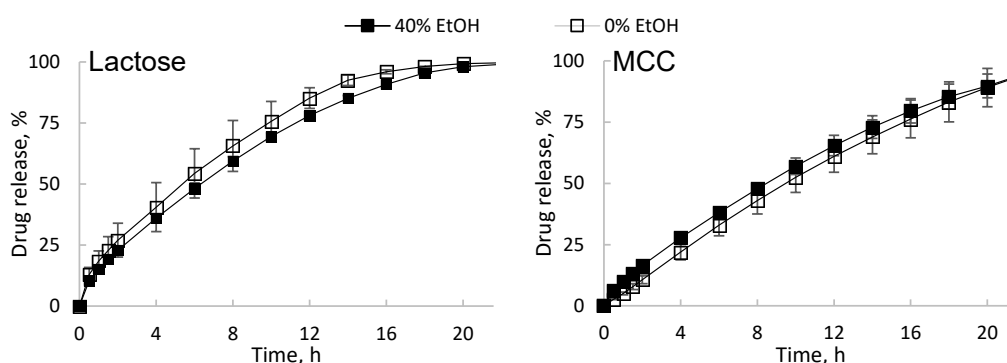 40% EtOH 0% EtOH
Lactose
Drug release, %
100
75
50
25
0
0 4 8 12 16 20
Time, h
MCC
Drug release, %
100
75
50
25
0
0 4 8 12 16 20
Time, h